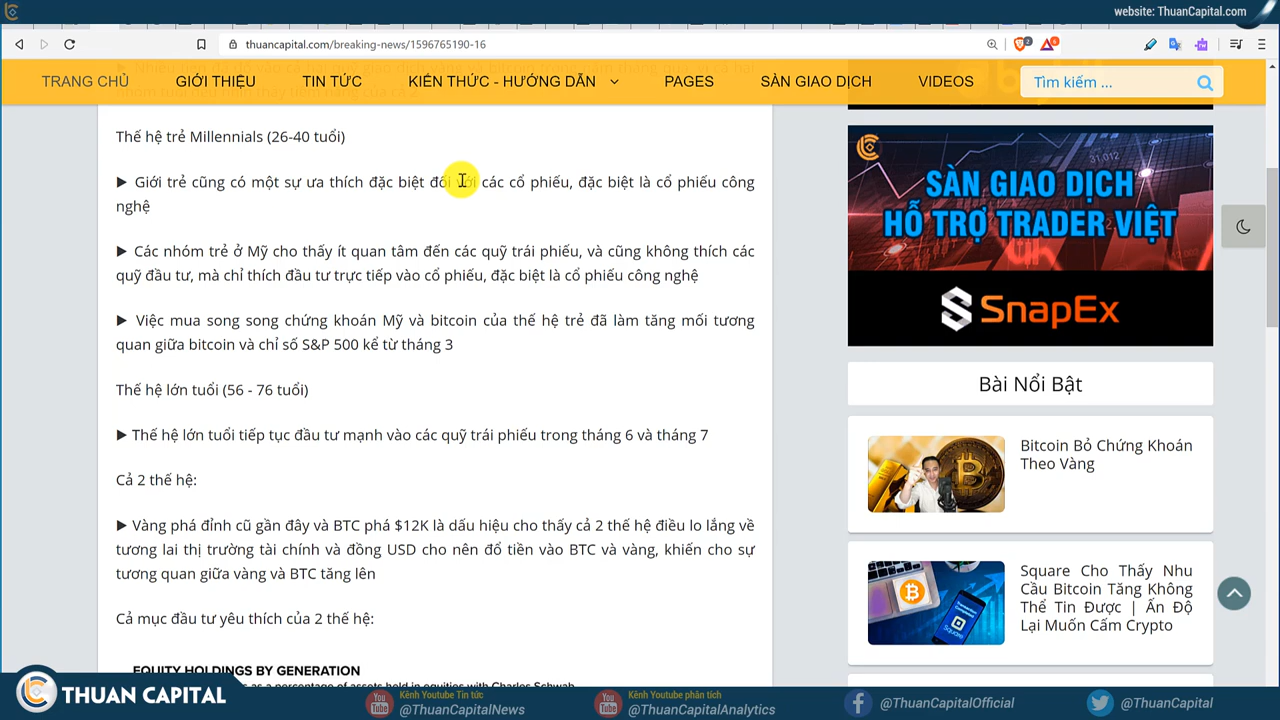 website: ThuanCapital.com
thuancapital.com/breaking-news/1596765190-16
2
6
TRANG CHỦ
GIỚI THIỆU
TIN TỨC
KIẾN THỨC - HƯỚNG DẪN
PAGES
SÀN GIAO DỊCH
VIDEOS
Tìm kiếm ...
Thế hệ trẻ Millennials (26-40 tuổi)
► Giới trẻ cũng có một sự ưa thích đặc biệt đối với các cổ phiếu, đặc biệt là cổ phiếu công
nghệ
► Các nhóm trẻ ở Mỹ cho thấy ít quan tâm đến các quỹ trái phiếu, và cũng không thích các
quỹ đầu tư, mà chỉ thích đầu tư trực tiếp vào cổ phiếu, đặc biệt là cổ phiếu công nghệ
► Việc mua song song chứng khoán Mỹ và bitcoin của thế hệ trẻ đã làm tăng mối tương
quan giữa bitcoin và chỉ số S&P 500 kể từ tháng 3
Thế hệ lớn tuổi (56 - 76 tuổi)
► Thế hệ lớn tuổi tiếp tục đầu tư mạnh vào các quỹ trái phiếu trong tháng 6 và tháng 7
Cả 2 thế hệ:
► Vàng phá đỉnh cũ gần đây và BTC phá $12K là dấu hiệu cho thấy cả 2 thế hệ điều lo lắng về
tương lai thị trường tài chính và đồng USD cho nên đổ tiền vào BTC và vàng, khiến cho sự
tương quan giữa vàng và BTC tăng lên
Cả mục đầu tư yêu thích của 2 thế hệ:
EQUITY HOLDINGS BY GENERATION
as a percentage of assets held in equities with Charles Schwab
31,012
SÀN GIAO DỊCH
HỖ TRỢ TRADER VIỆT
SnapEx
Bài Nổi Bật
Bitcoin Bỏ Chứng Khoán
Theo Vàng
Square Cho Thấy Nhu
Cầu Bitcoin Tăng Không
Thể Tin Được | Ấn Độ
Lại Muốn Cấm Crypto
THUAN CAPITAL
Kênh Youtube Tin tức
@ThuanCapitalNews
Kênh Youtube phân tích
@ThuanCapitalAnalytics
@ThuanCapitalOfficial
@ThuanCapital